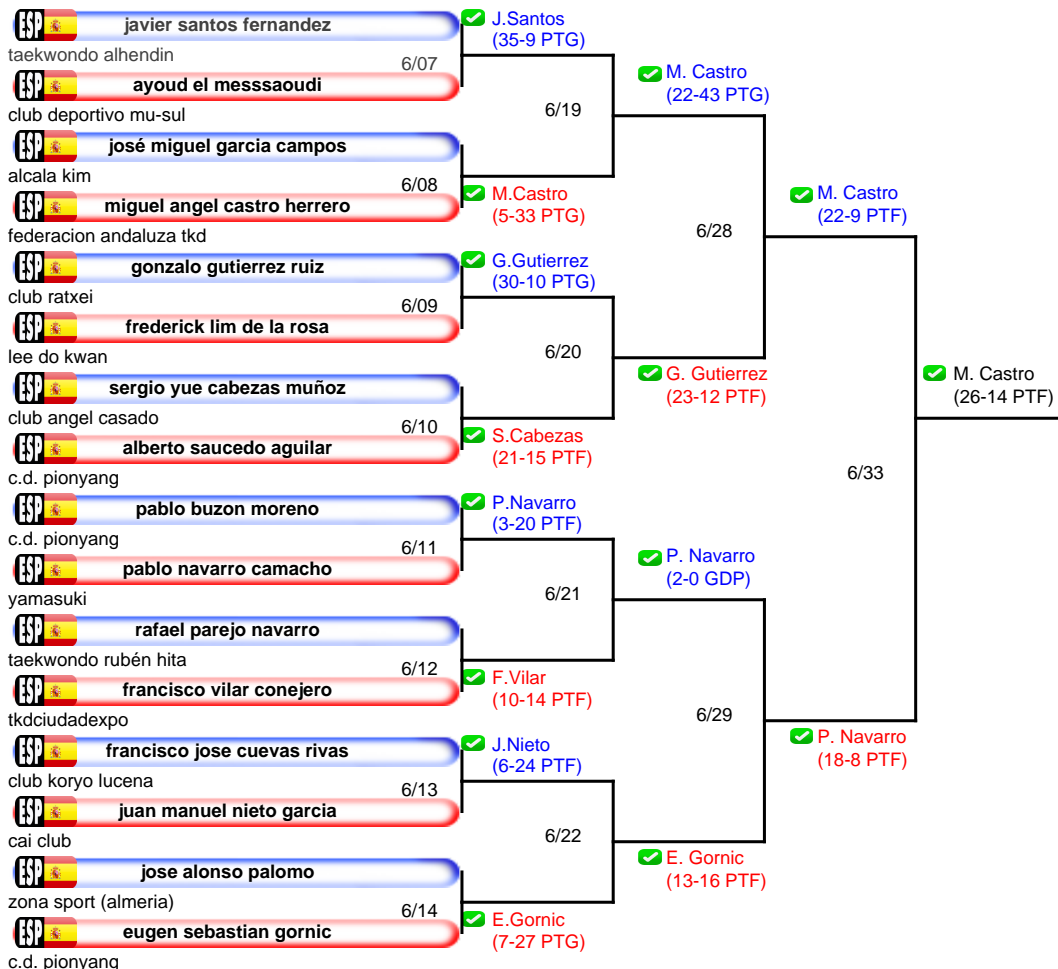 ESP javier santos fernandez
taekwondo alhendin
6/07
ESP ayoud el messsaoudi
club deportivo mu-sul
ESP josé miguel garcia campos
alcala kim
6/08
ESP miguel angel castro herrero
federacion andaluza tkd
ESP gonzalo gutierrez ruiz
club ratxei
6/09
ESP frederick lim de la rosa
lee do kwan
ESP sergio yue cabezas muñoz
club angel casado
6/10
ESP alberto saucedo aguilar
c.d. pionyang
ESP pablo buzon moreno
c.d. pionyang
6/11
ESP pablo navarro camacho
yamasuki
ESP rafael parejo navarro
taekwondo rubén hita
6/12
ESP francisco vilar conejero
tkdciudadexpo
ESP francisco jose cuevas rivas
club koryo lucena
6/13
ESP juan manuel nieto garcia
cai club
ESP jose alonso palomo
zona sport (almeria)
6/14
ESP eugen sebastian gornic
c.d. pionyang
J.Santos
(35-9 PTG)
6/19
M.Castro
(5-33 PTG)
G.Gutierrez
(30-10 PTG)
6/20
S.Cabezas
(21-15 PTF)
P.Navarro
(3-20 PTF)
6/21
F.Vilar
(10-14 PTF)
J.Nieto
(6-24 PTF)
6/22
E.Gornic
(7-27 PTG)
M. Castro
(22-43 PTG)
6/28
G. Gutierrez
(23-12 PTF)
P. Navarro
(2-0 GDP)
6/29
E. Gornic
(13-16 PTF)
M. Castro
(22-9 PTF)
6/33
P. Navarro
(18-8 PTF)
M. Castro
(26-14 PTF)